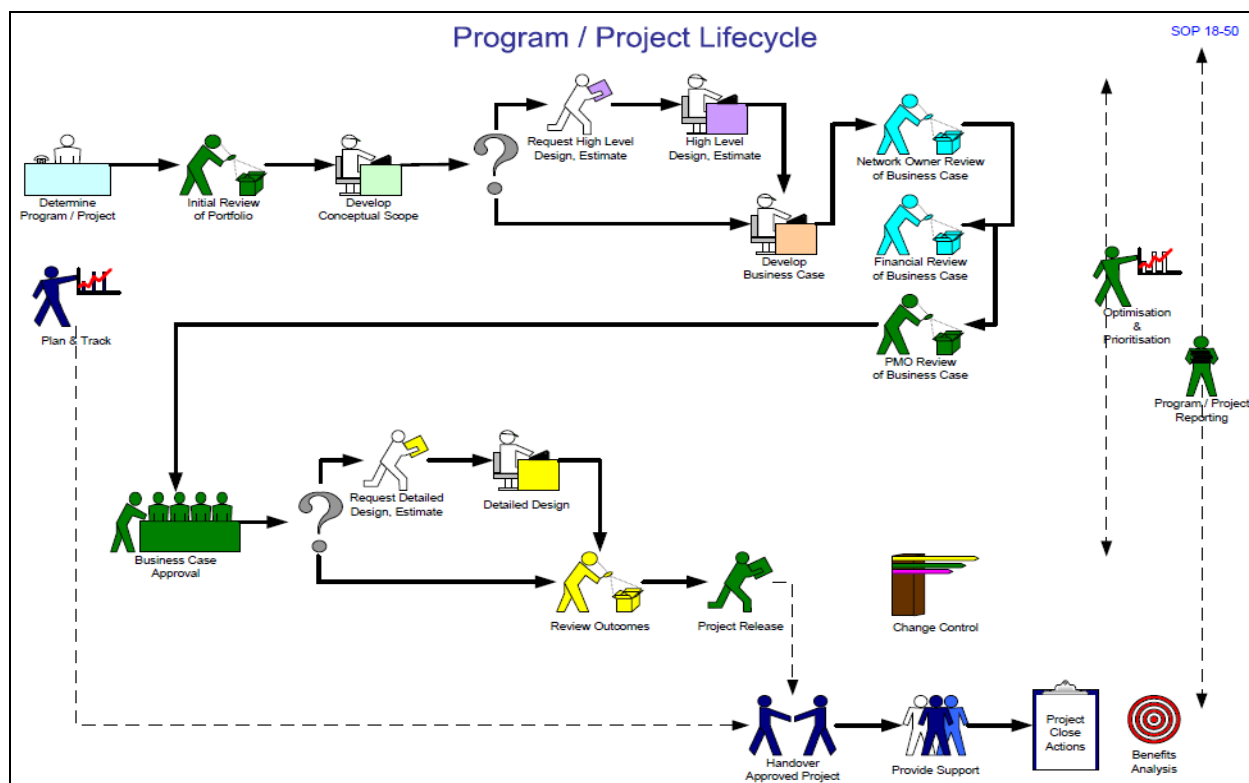 Program / Project Lifecycle
SOP 18-50
Request High Level
Design, Estimate
High Level
Design, Estimate
Network Owner Review
of Business Case
Determine
Program / Project
Initial Review
of Portfolio
Develop
Conceptual Scope
Develop
Business Case
Financial Review
of Business Case
Plan & Track
Optimisation
&
Prioritisation
PMO Review
of Business Case
Program / Project
Reporting
Request Detailed
Design, Estimate
Detailed Design
Business Case
Approval
Review Outcomes
Project Release
Change Control
Handover
Approved Project
Provide Support
Project
Close
Actions
Benefits
Analysis